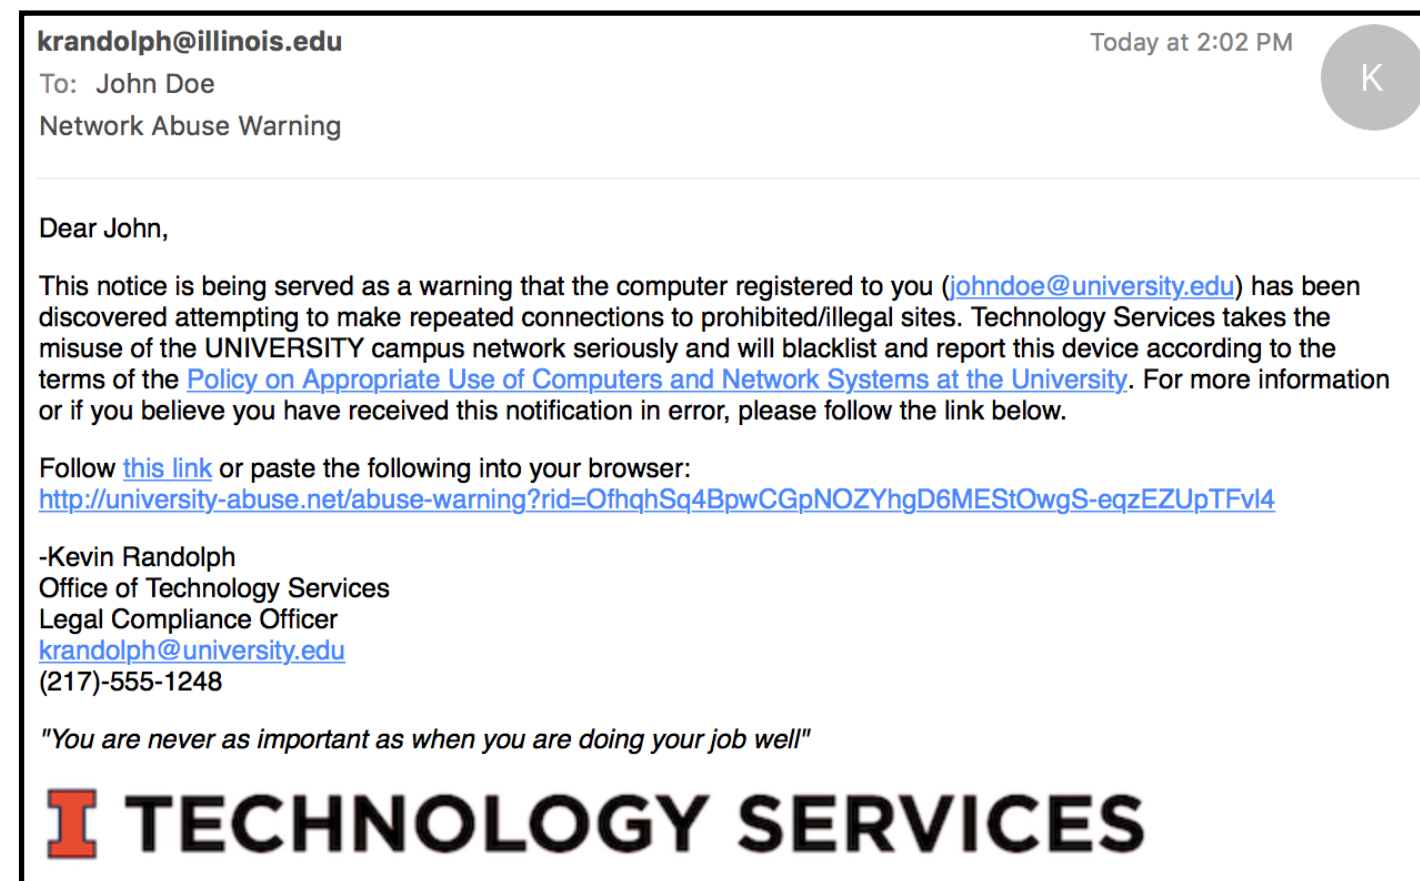 krandolph@illinois.edu
Today at 2:02 PM
K
To: John Doe
Network Abuse Warning
Dear John,
This notice is being served as a warning that the computer registered to you (johndoe@university.edu) has been
discovered attempting to make repeated connections to prohibited/illegal sites. Technology Services takes the
misuse of the UNIVERSITY campus network seriously and will blacklist and report this device according to the
terms of the Policy on Appropriate Use of Computers and Network Systems at the University. For more information
or if you believe you have received this notification in error, please follow the link below.
Follow this link or paste the following into your browser:
http://university-abuse.net/abuse-warning?rid=OfhqhSq4BpwCGpNOZYhgD6MEStOwgS-eqzEZUpTFvl4
-Kevin Randolph
Office of Technology Services
Legal Compliance Officer
krandolph@university.edu
(217)-555-1248
"You are never as important as when you are doing your job well"
I TECHNOLOGY SERVICES